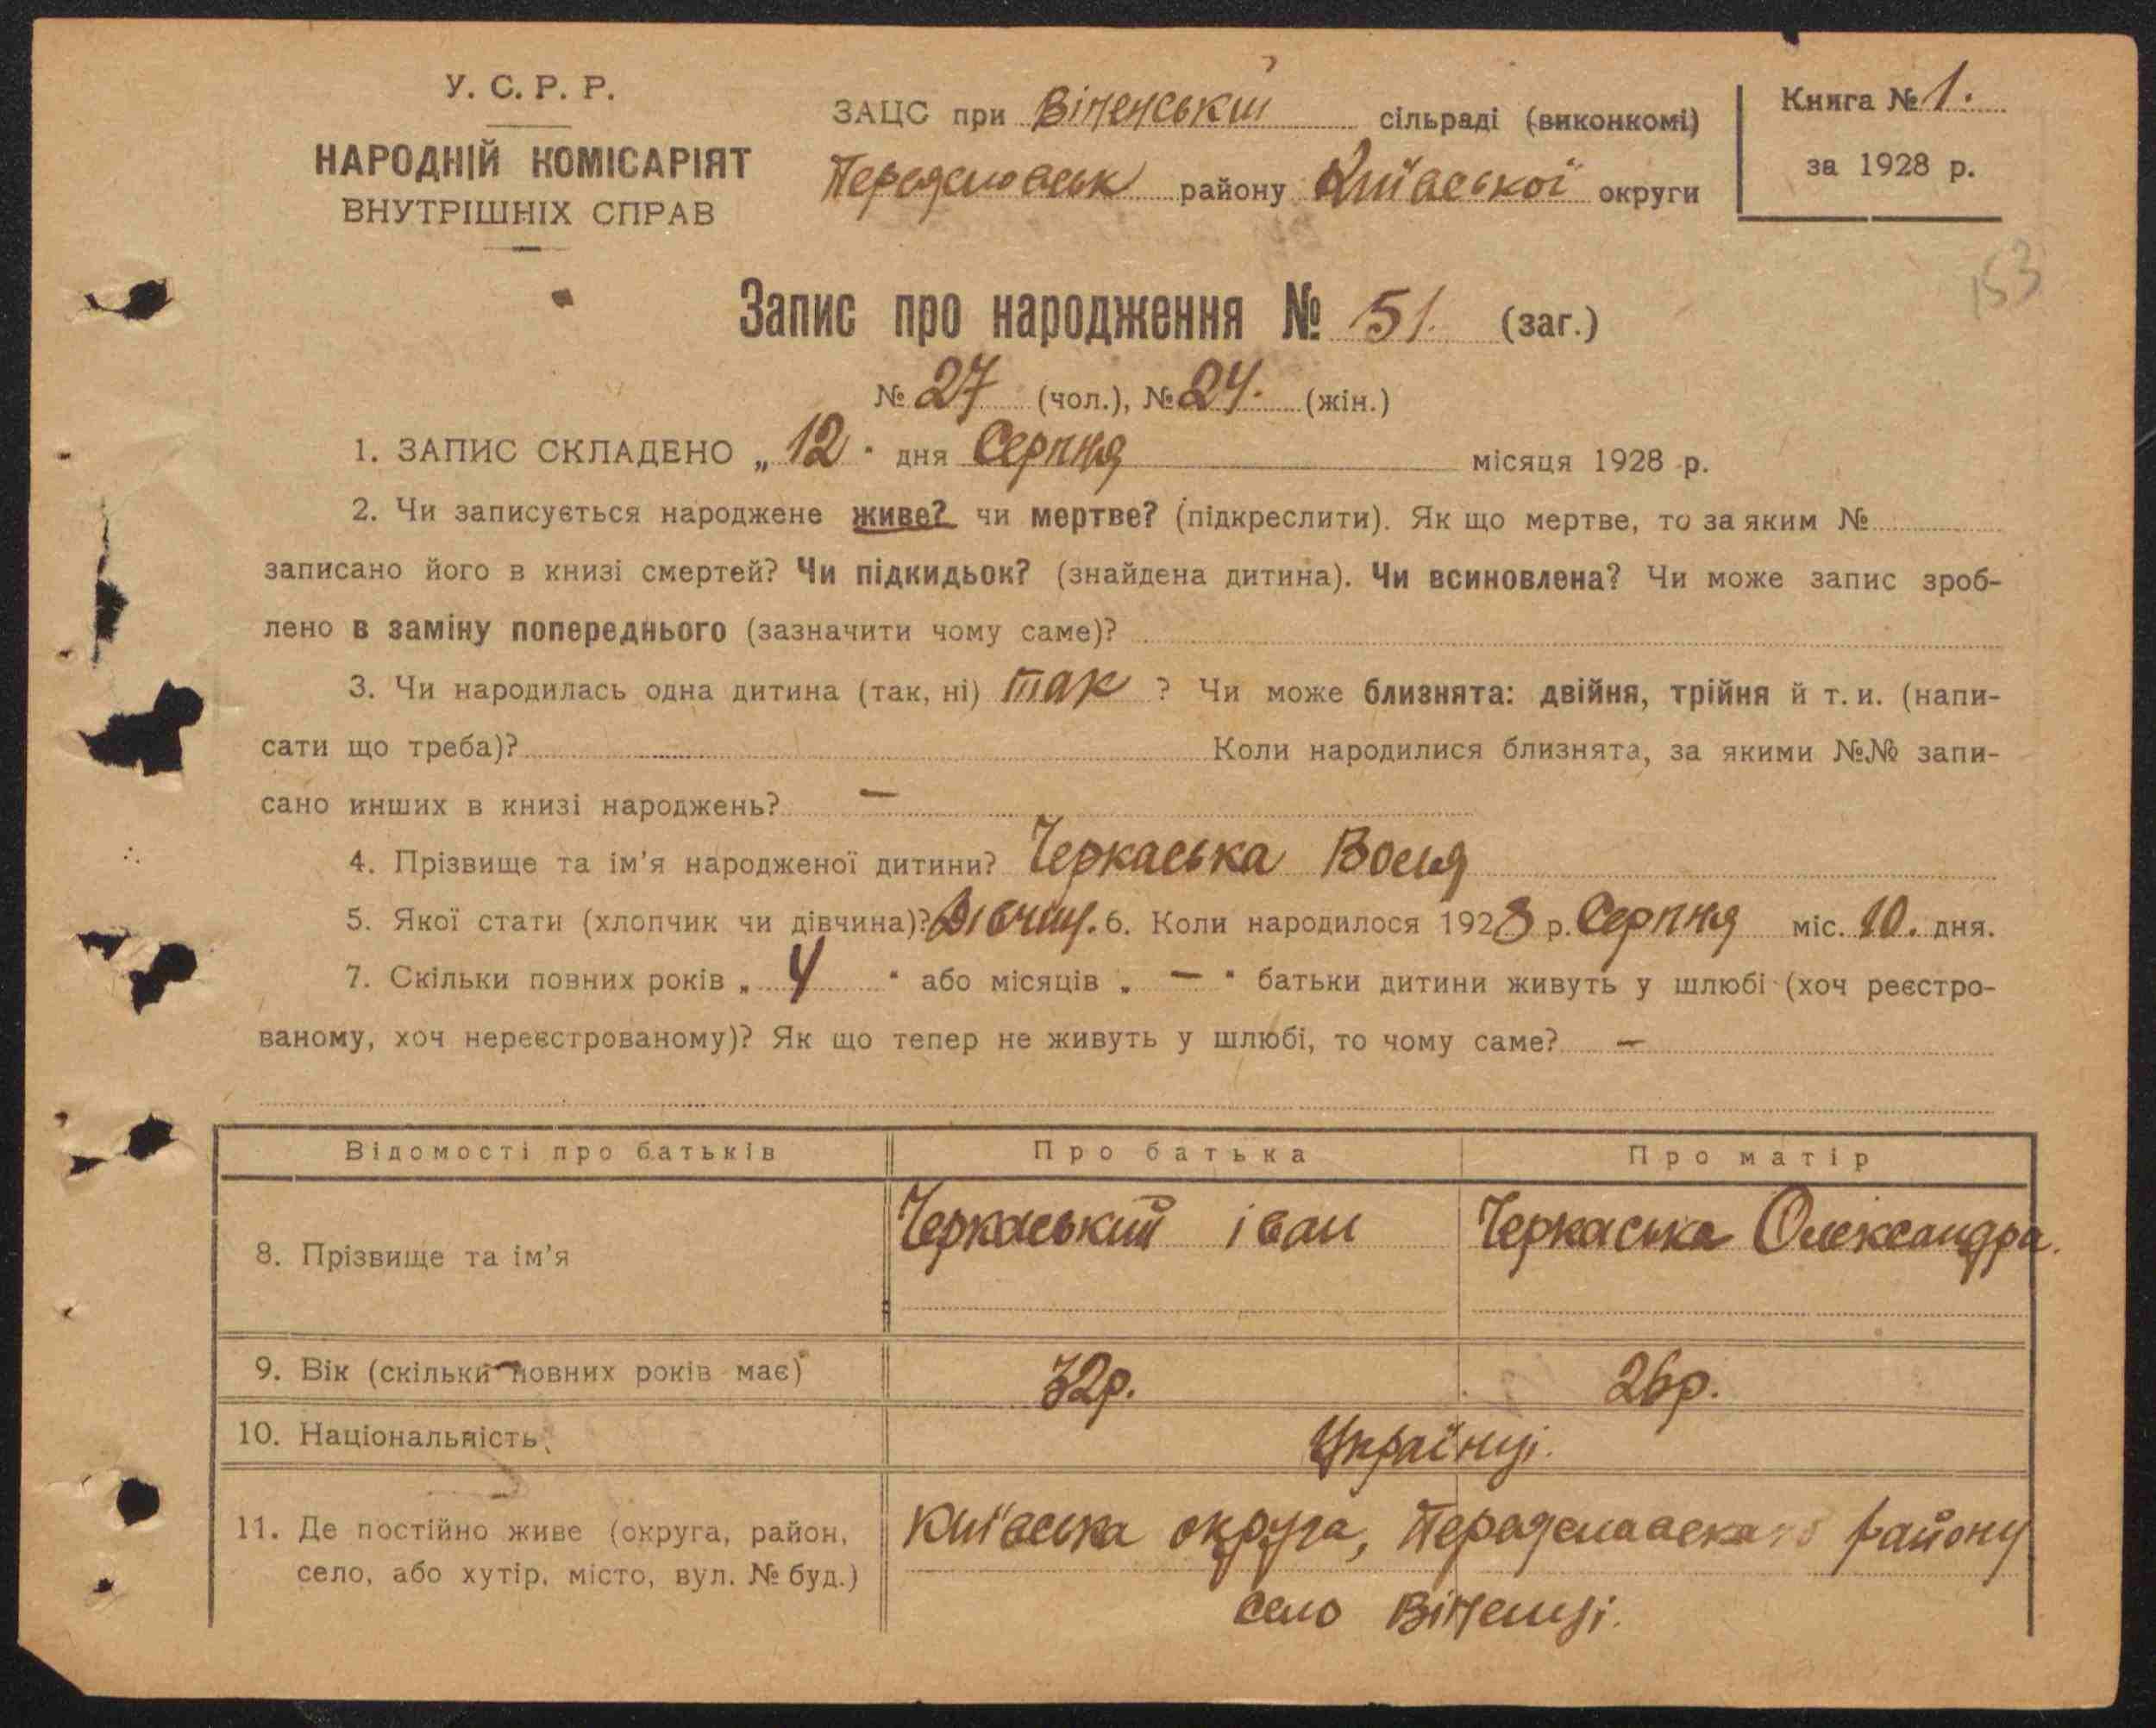 У. С. Р. Р.
НАРОДНІЙ КОМІСАРІЯТ
ВНУТРІШНІХ СПРАВ
ЗАЦС при Віненській сільраді (виконкомі)
району Київської округи
Книга № 1.
за 1928 р.
153
Запис про народження № 51. (заг.)
№ 27 (чол.), № 24. (жін.)
1. ЗАПИС СКЛАДЕНО „ 12 " дня Серпня місяця 1928 р.
2. Чи записується народжене живе? чи мертве? (підкреслити). Як що мертве, то за яким №
записано його в книзі смертей? Чи підкидьок? (знайдена дитина). Чи всиновлена? Чи може запис зроб-
лено в заміну попереднього (зазначити чому саме)?
3. Чи народилась одна дитина (так, ні) так ? Чи може близнята: двійня, трійня й т. и. (напи-
сати що треба)? Коли народилися близнята, за якими №№ запи-
сано инших в книзі народжень? —
4. Прізвище та ім'я народженої дитини? Черкаська
5. Якої стати (хлопчик чи дівчина)? Дівчин. 6. Коли народилося 1928 р. Серпня міс. 10. дня.
7. Скільки повних років „ 4 " або місяців „ — " батьки дитини живуть у шлюбі (хоч реєстро-
ваному, хоч нереєстрованому)? Як що тепер не живуть у шлюбі, то чому саме? —
Відомості про батьків Про батька Про матір
8. Прізвище та ім'я Черкаський іван Черкаська Олександра.
9. Вік (скільки повних років має) 32р. 26р.
10. Національність Українці.
11. Де постійно живе (округа, район, Київська округа, району
село, або хутір, місто, вул. № буд.) село Віненці.